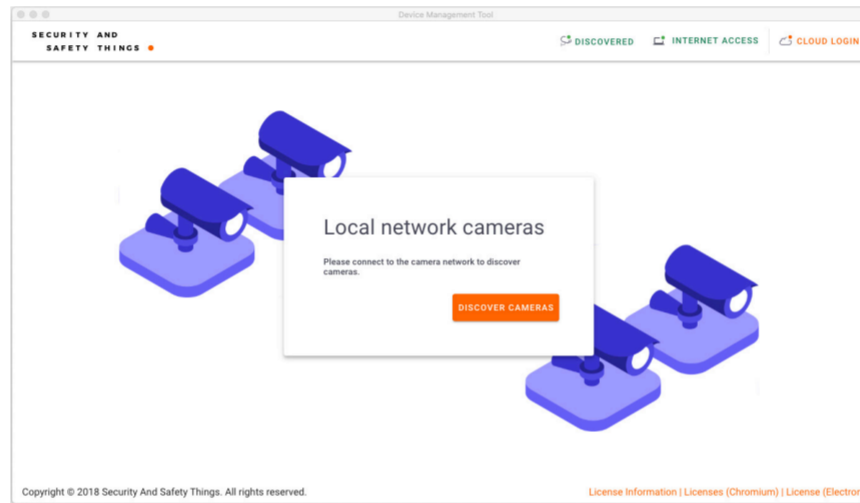 Device Management Tool
SECURITY AND
SAFETY THINGS
DISCOVERED
INTERNET ACCESS
CLOUD LOGIN
Local network cameras
Please connect to the camera network to discover
cameras.
DISCOVER CAMERAS
Copyright © 2018 Security And Safety Things. All rights reserved.
License Information | Licenses (Chromium) | License (Electron